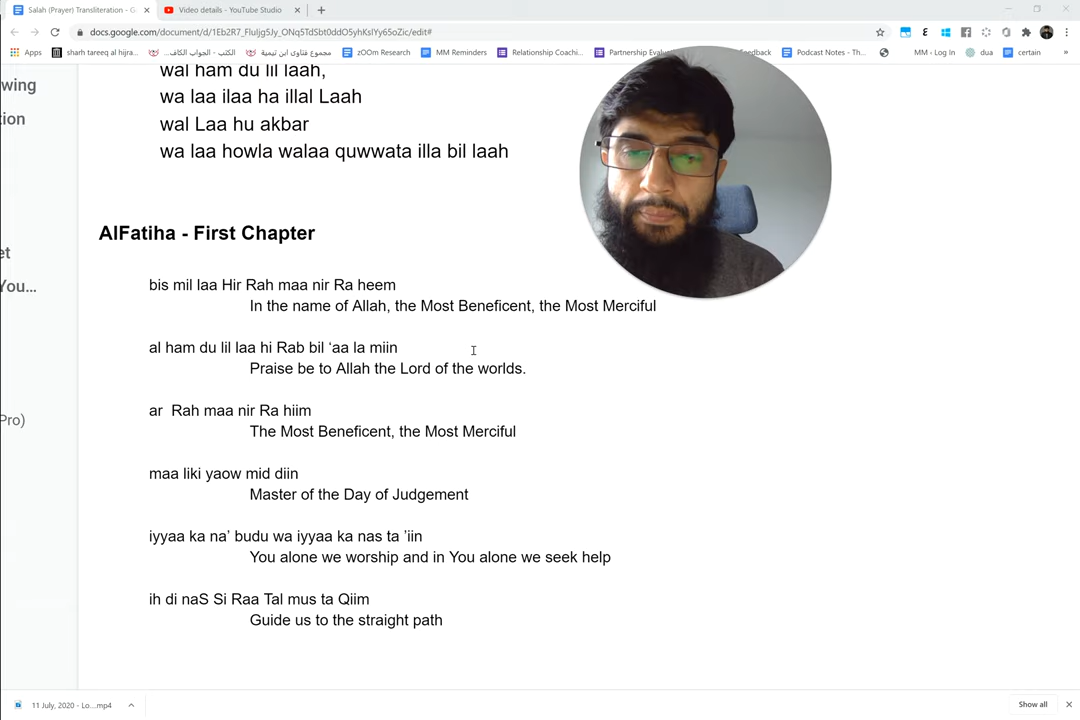 Salah (Prayer) Transliteration - G
Video details - YouTube Studio
docs.google.com/document/d/1Eb2R7_FluIjg5Jy_ONq5TdSbt0ddO5yhKsIYy65oZic/edit#
Apps
sharh tareeq al hijra...
الكتب - الجواب الكاف...
مجموع فتاوى ابن تيمية
zOOm Research
MM Reminders
Relationship Coachi...
Partnership Evalua
eedback
Podcast Notes - Th...
MM ‹ Log In
dua
certain
»
wing
ion
et
You...
Pro)
wal ham du lil laah,
wa laa ilaa ha illal Laah
wal Laa hu akbar
wa laa howla walaa quwwata illa bil laah
AlFatiha - First Chapter
bis mil laa Hir Rah maa nir Ra heem
In the name of Allah, the Most Beneficent, the Most Merciful
al ham du lil laa hi Rab bil ‘aa la miin
Praise be to Allah the Lord of the worlds.
ar Rah maa nir Ra hiim
The Most Beneficent, the Most Merciful
maa liki yaow mid diin
Master of the Day of Judgement
iyyaa ka na’ budu wa iyyaa ka nas ta ’iin
You alone we worship and in You alone we seek help
ih di naS Si Raa Tal mus ta Qiim
Guide us to the straight path
11 July, 2020 - Lo....mp4
Show all